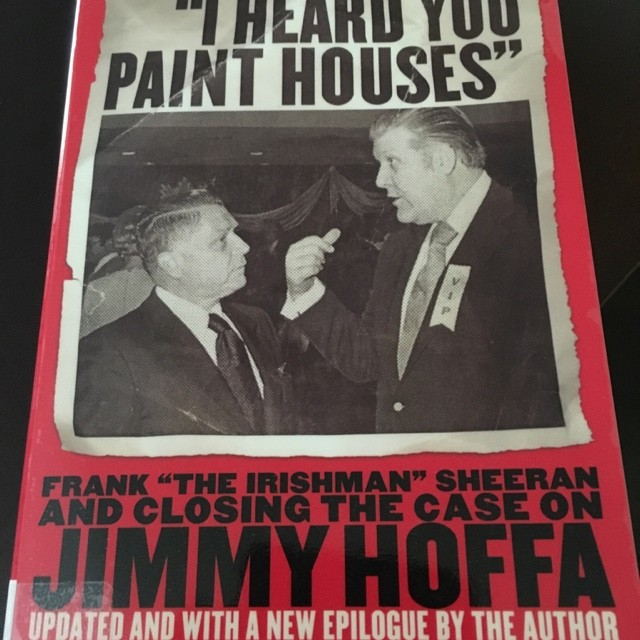 "I HEARD YOU
PAINT HOUSES"
VIP
FRANK "THE IRISHMAN" SHEERAN
AND CLOSING THE CASE ON
JIMMY HOFFA
UPDATED AND WITH A NEW EPILOGUE BY THE AUTHOR